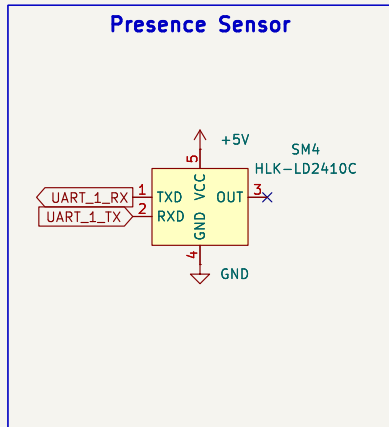 Presence Sensor
+5V
SM4
HLK-LD2410C
5
VCC
UART_1_RX 1 TXD OUT 3
UART_1_TX 2 RXD
GND
4
GND